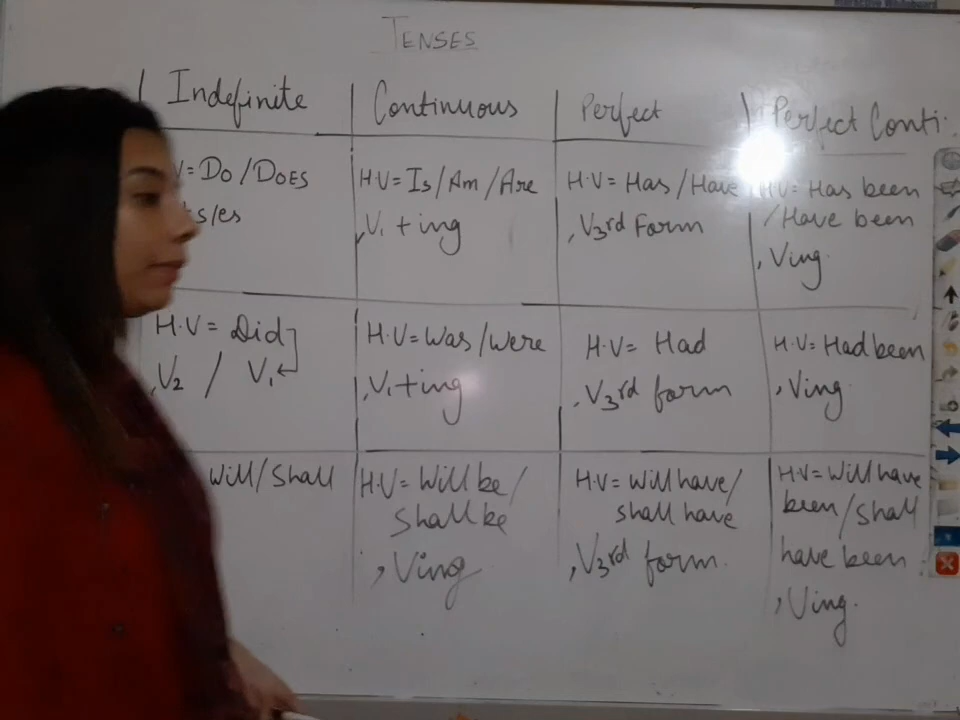 TENSES
Indefinite | Continuous | Perfect | Perfect Conti.
V= DO / DOES
s/es
H.V= Is/Am/Are
, V1 + ing
H.V= Has / Have
, V3rd Form
H.V= Has been
/Have been
, Ving.
H.V = Did
, V2 / V1
H.V= Was/were
, V1+ing
H.V= Had
, V3rd form
H.V= Had been
, Ving.
Will/Shall
H.V= Will be/
Shall be
, Ving
H.V= Will have/
shall have
, V3rd form.
H.V= Will have
been/shall
have been
, Ving.